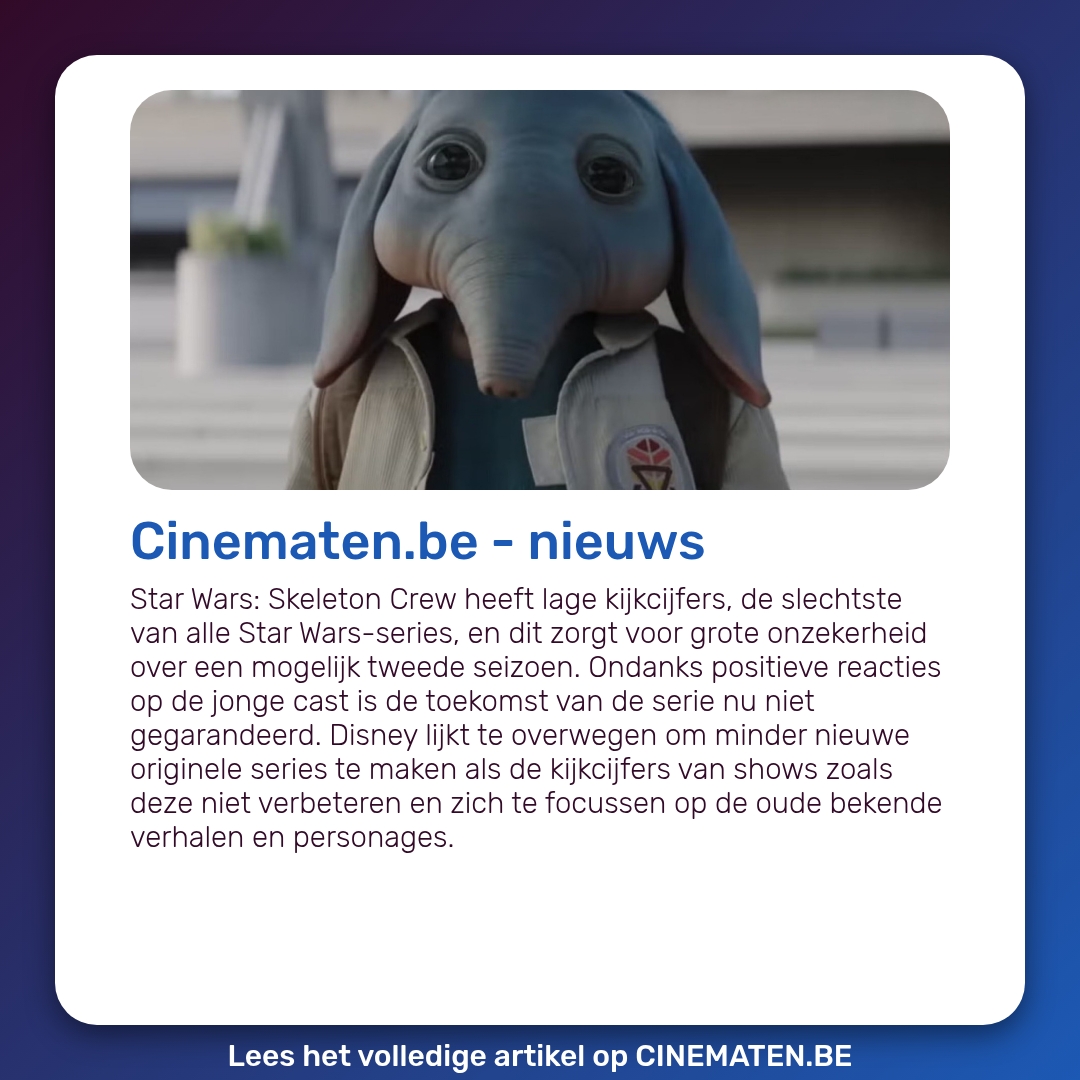 Cinematen.be - nieuws
Star Wars: Skeleton Crew heeft lage kijkcijfers, de slechtste
van alle Star Wars-series, en dit zorgt voor grote onzekerheid
over een mogelijk tweede seizoen. Ondanks positieve reacties
op de jonge cast is de toekomst van de serie nu niet
gegarandeerd. Disney lijkt te overwegen om minder nieuwe
originele series te maken als de kijkcijfers van shows zoals
deze niet verbeteren en zich te focussen op de oude bekende
verhalen en personages.
Lees het volledige artikel op CINEMATEN.BE